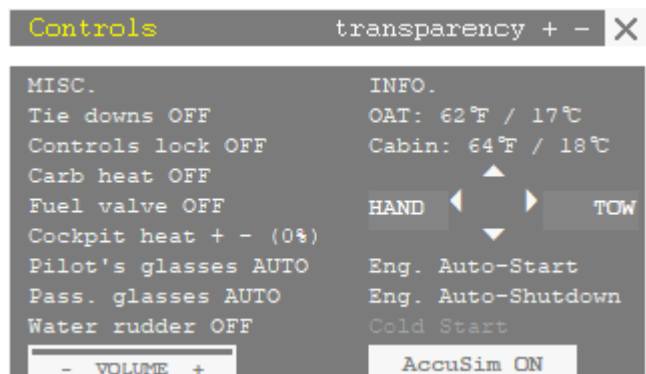 Controls transparency + - ×
MISC.
Tie downs OFF
Controls lock OFF
Carb heat OFF
Fuel valve OFF
Cockpit heat + - (0%)
Pilot's glasses AUTO
Pass. glasses AUTO
Water rudder OFF
- VOLUME +
INFO.
OAT: 62°F / 17°C
Cabin: 64°F / 18°C
HAND TOW
Eng. Auto-Start
Eng. Auto-Shutdown
Cold Start
AccuSim ON